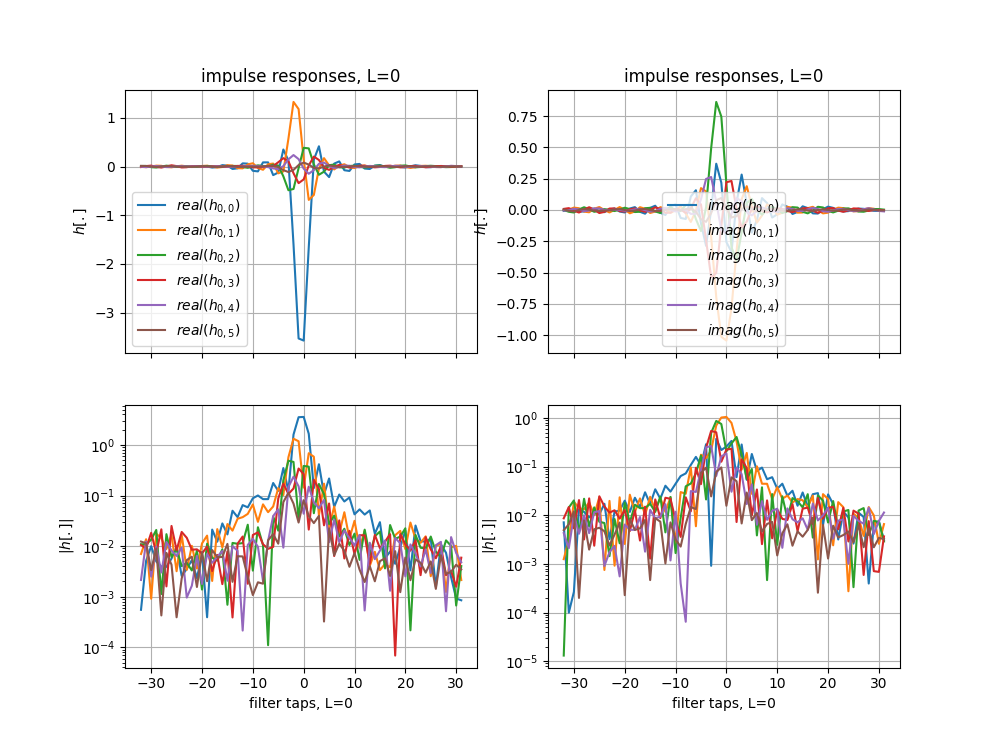 impulse responses, L=0
h[.]
1
0
−1
−2
−3
real(h0,0)
real(h0,1)
real(h0,2)
real(h0,3)
real(h0,4)
real(h0,5)
impulse responses, L=0
h[.]
0.75
0.50
0.25
0.00
−0.25
−0.50
−0.75
−1.00
imag(h0,0)
imag(h0,1)
imag(h0,2)
imag(h0,3)
imag(h0,4)
imag(h0,5)
|h[.]|
10⁰
10⁻¹
10⁻²
10⁻³
10⁻⁴
−30 −20 −10 0 10 20 30
filter taps, L=0
|h[.]|
10⁰
10⁻¹
10⁻²
10⁻³
10⁻⁴
10⁻⁵
−30 −20 −10 0 10 20 30
filter taps, L=0